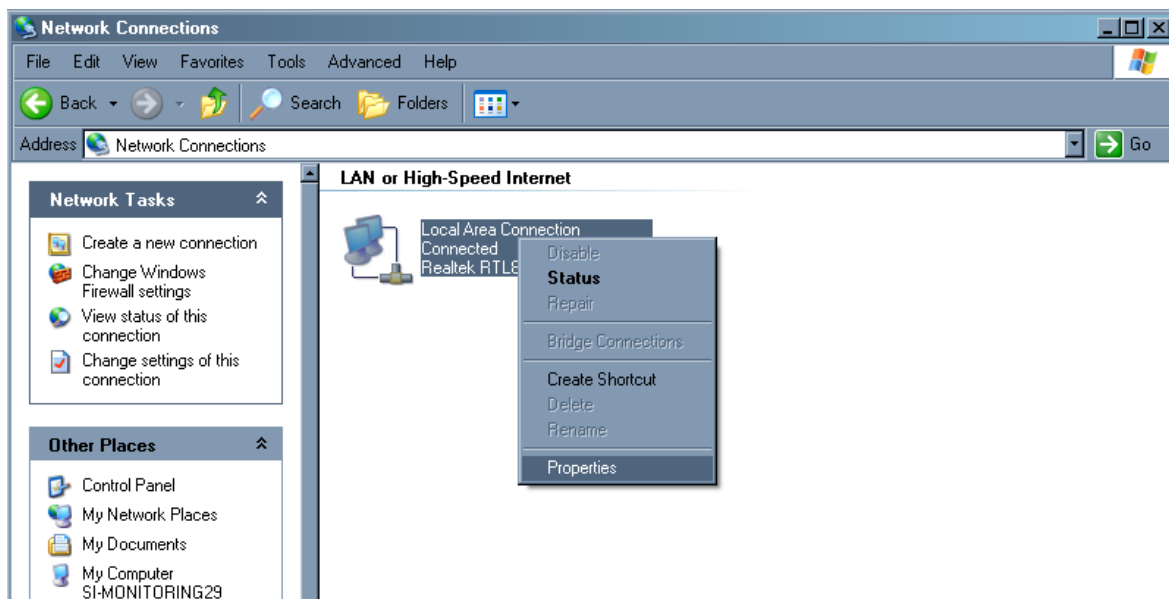 Network Connections
File Edit View Favorites Tools Advanced Help
Back Search Folders
Address Network Connections Go
Network Tasks
Create a new connection
Change Windows
Firewall settings
View status of this
connection
Change settings of this
connection
Other Places
Control Panel
My Network Places
My Documents
My Computer
SI-MONITORING29
LAN or High-Speed Internet
Local Area Connection
Connected
Realtek
Disable
Status
Repair
Bridge Connections
Create Shortcut
Delete
Rename
Properties